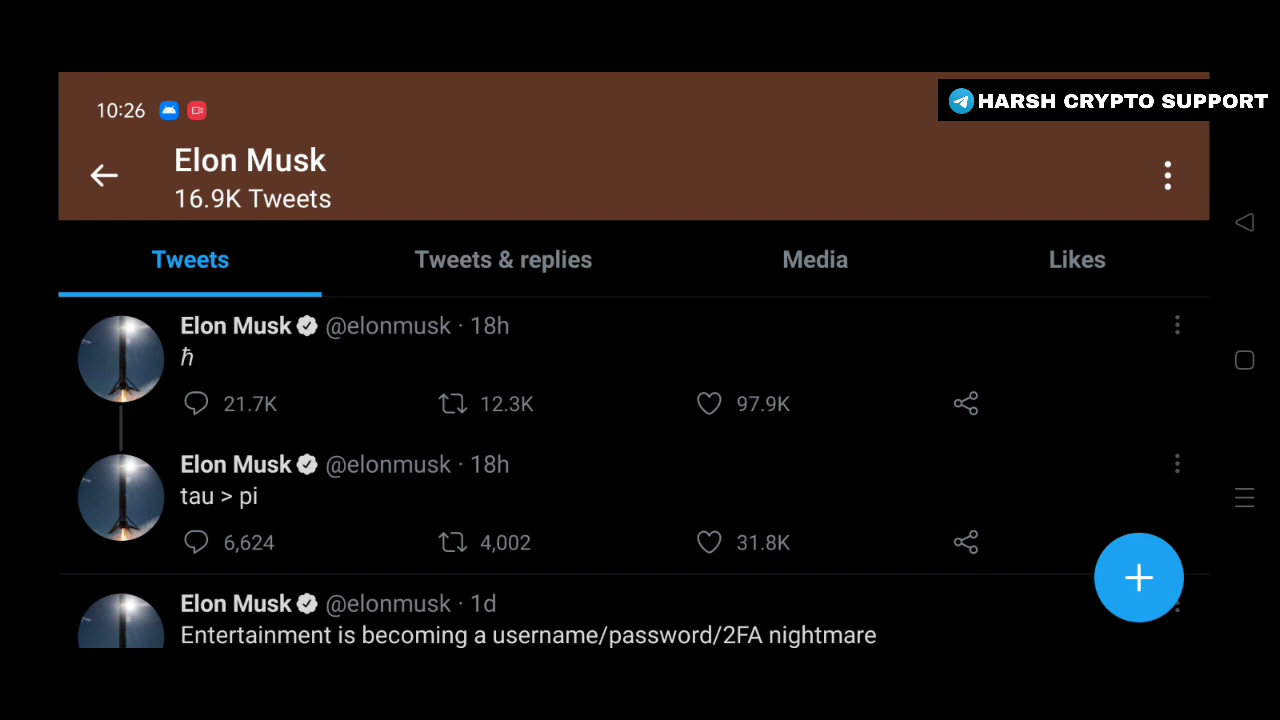 10:26
HARSH CRYPTO SUPPORT
Elon Musk
16.9K Tweets
Tweets Tweets & replies Media Likes
Elon Musk @elonmusk · 18h
ħ
21.7K 12.3K 97.9K
Elon Musk @elonmusk · 18h
tau > pi
6,624 4,002 31.8K
Elon Musk @elonmusk · 1d
Entertainment is becoming a username/password/2FA nightmare